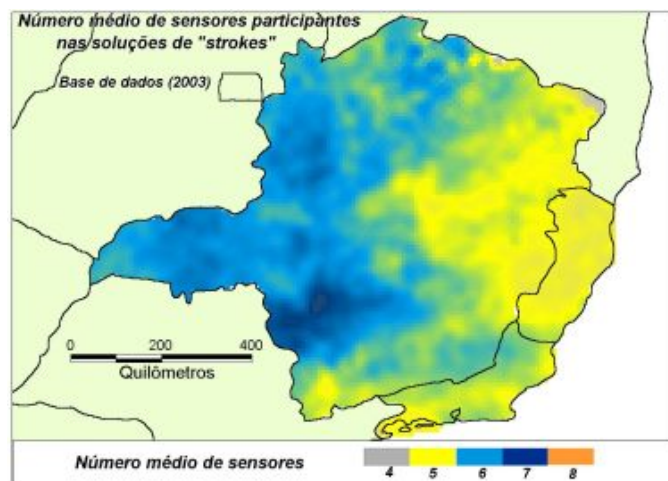 Número médio de sensores participantes
nas soluções de "strokes"
Base de dados (2003)
0 200 400
Quilômetros
Número médio de sensores
4 5 6 7 8